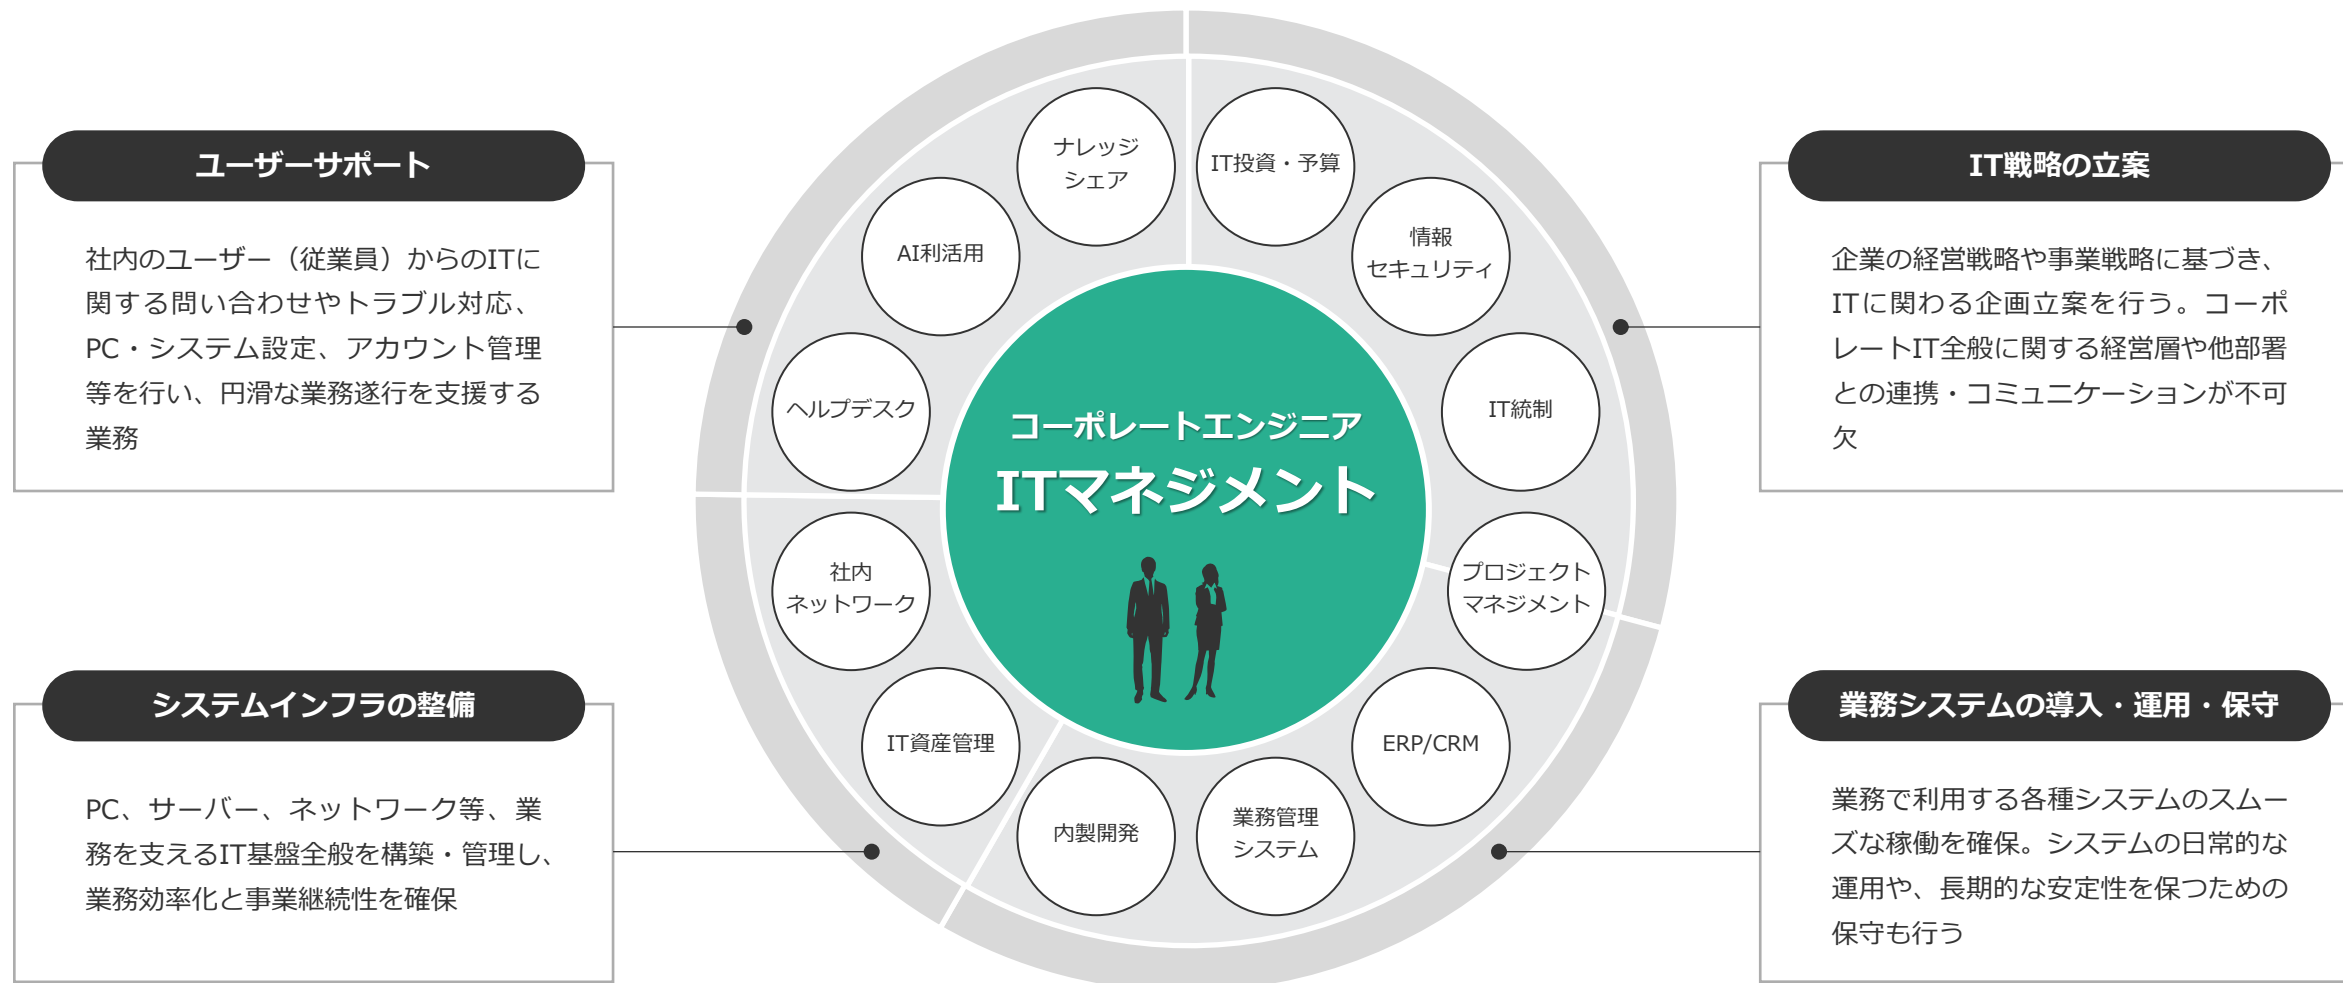 ユーザーサポート
社内のユーザー（従業員）からのITに
関する問い合わせやトラブル対応、
PC・システム設定、アカウント管理
等を行い、円滑な業務遂行を支援する
業務
システムインフラの整備
PC、サーバー、ネットワーク等、業
務を支えるIT基盤全般を構築・管理し、
業務効率化と事業継続性を確保
ナレッジ
シェア
IT投資・予算
AI利活用
情報
セキュリティ
ヘルプデスク
IT統制
コーポレートエンジニア
ITマネジメント
社内
ネットワーク
プロジェクト
マネジメント
IT資産管理
ERP/CRM
内製開発
業務管理
システム
IT戦略の立案
企業の経営戦略や事業戦略に基づき、
ITに関わる企画立案を行う。コーポ
レートIT全般に関する経営層や他部署
との連携・コミュニケーションが不可
欠
業務システムの導入・運用・保守
業務で利用する各種システムのスムー
ズな稼働を確保。システムの日常的な
運用や、長期的な安定性を保つための
保守も行う